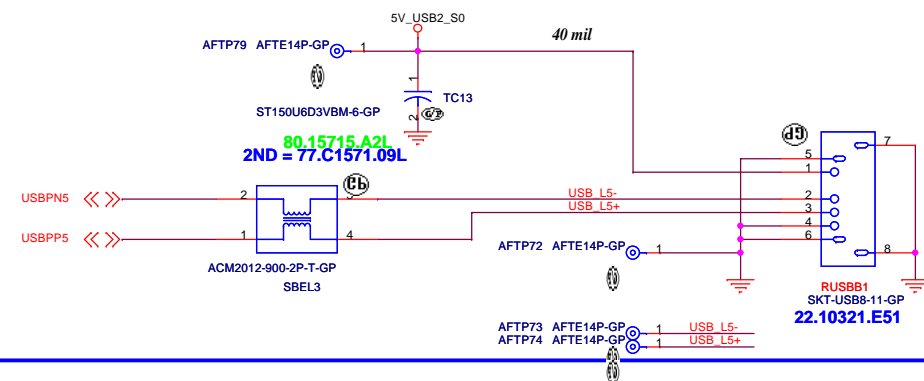 5V_USB2_S0
AFTP79 AFTE14P-GP 1
40 mil
1
TC13
2
G/P
ST150U6D3VBM-6-GP
80.15715.A2L
2ND = 77.C1571.09L
GP
7
5
1
USBPN5 2 3 USB_L5- 2
USB_L5+ 3
USBPP5 1 4
4
6
AFTP72 AFTE14P-GP 1
8
ACM2012-900-2P-T-GP
SBEL3
RUSBB1
SKT-USB8-11-GP
22.10321.E51
AFTP73 AFTE14P-GP 1 USB_L5-
AFTP74 AFTE14P-GP 1 USB_L5+